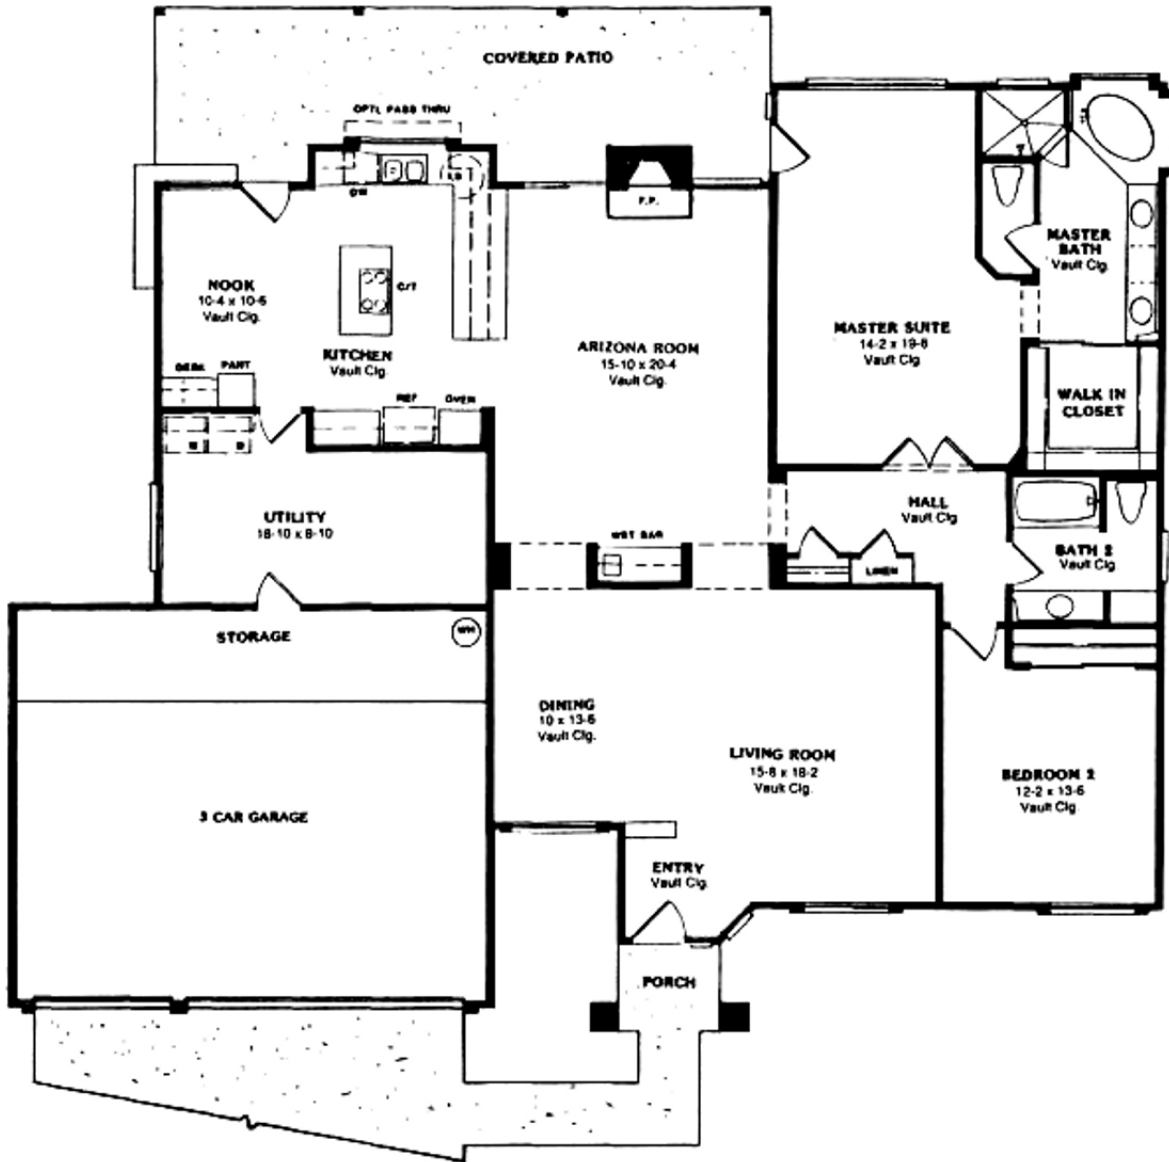 COVERED PATIO
OPTL PASS THRU
DW
F.P.
MASTER
BATH
Vault Clg.
NOOK
10-4 x 10-6
Vault Clg.
C/T
MASTER SUITE
14-2 x 19-8
Vault Clg.
ARIZONA ROOM
15-10 x 20-4
Vault Clg.
KITCHEN
Vault Clg.
DESK
PANT
REF
OVEN
WALK IN
CLOSET
W
D
HALL
Vault Clg
UTILITY
18-10 x 8-10
WET BAR
LINEN
BATH 2
Vault Clg.
STORAGE
WH
DINING
10 x 13-6
Vault Clg.
LIVING ROOM
15-8 x 18-2
Vault Clg.
BEDROOM 2
12-2 x 13-6
Vault Clg.
3 CAR GARAGE
ENTRY
Vault Clg.
PORCH